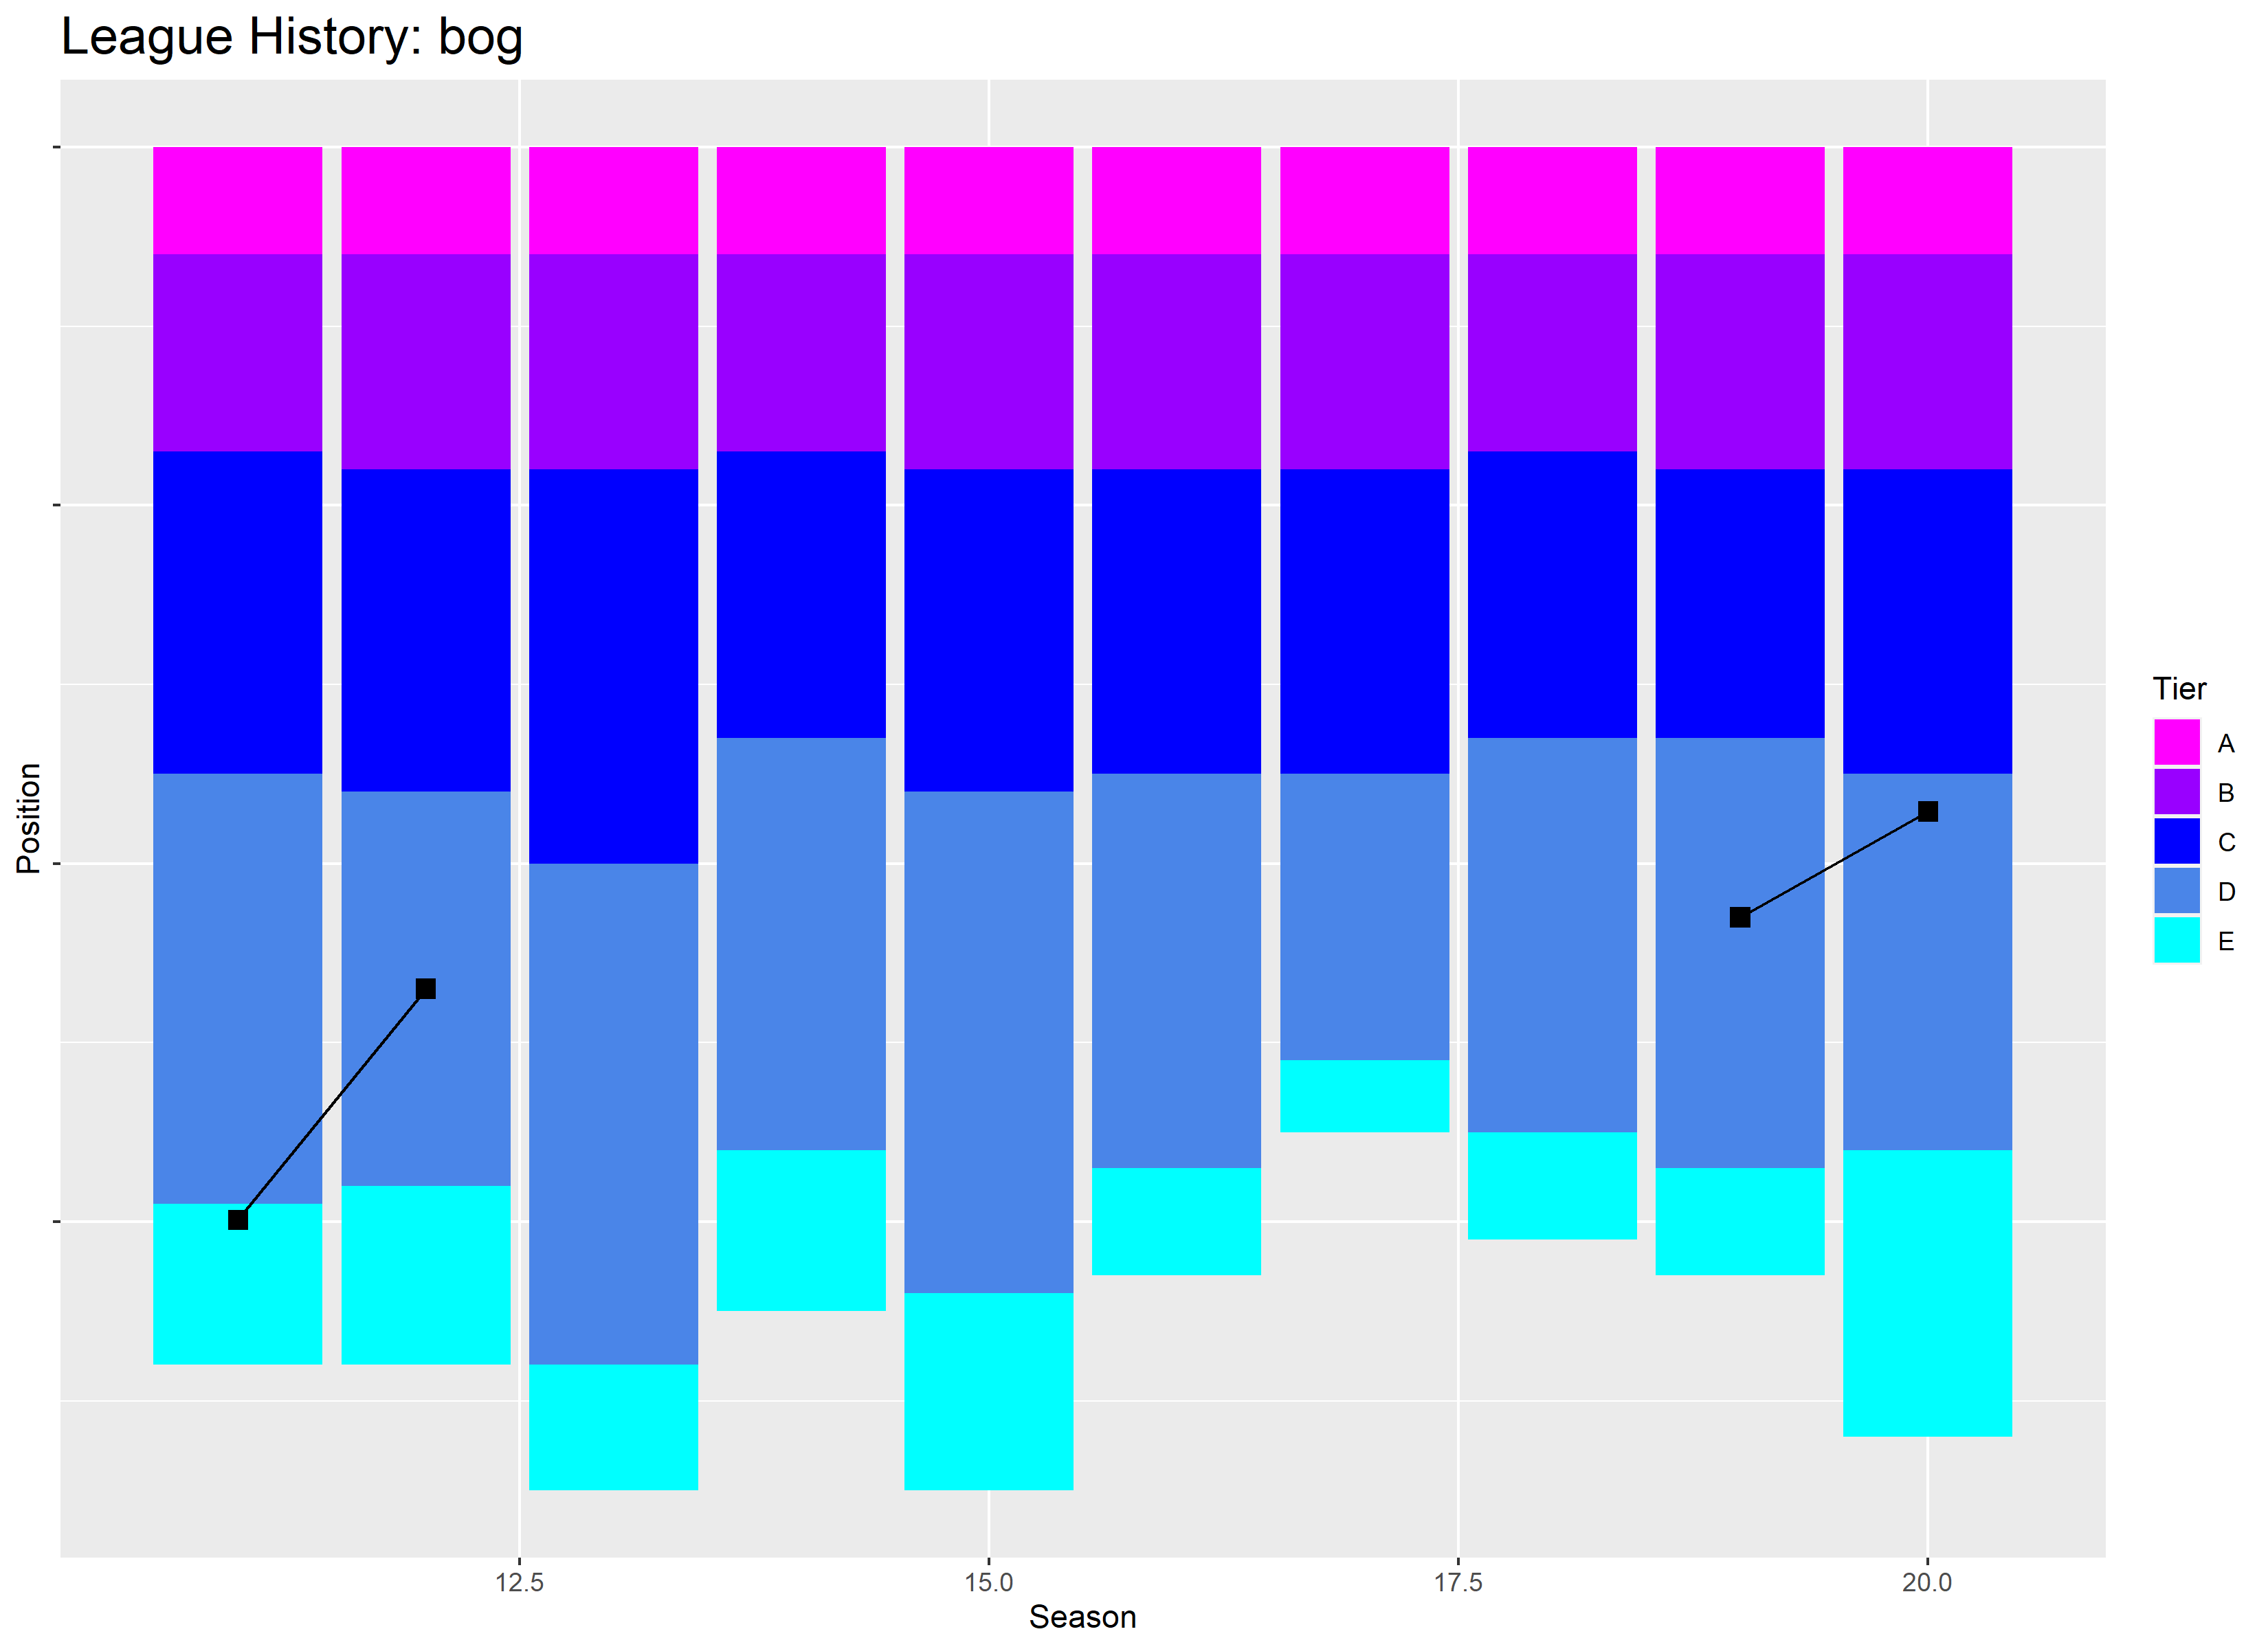 League History: bog
Position
Tier
A
B
C
D
E
12.5
15.0
17.5
20.0
Season